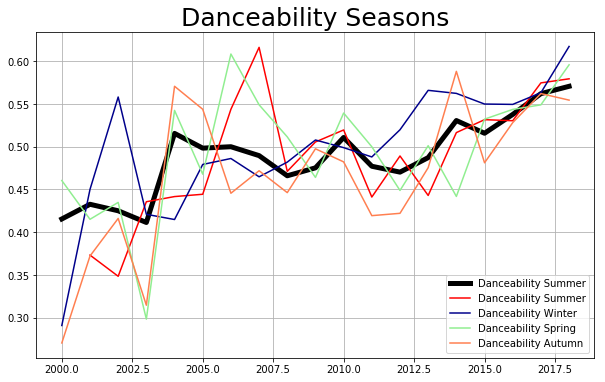 Danceability Seasons
0.60
0.55
0.50
0.45
0.40
0.35
0.30
2000.0 2002.5 2005.0 2007.5 2010.0 2012.5 2015.0 2017.5
Danceability Summer
Danceability Summer
Danceability Winter
Danceability Spring
Danceability Autumn